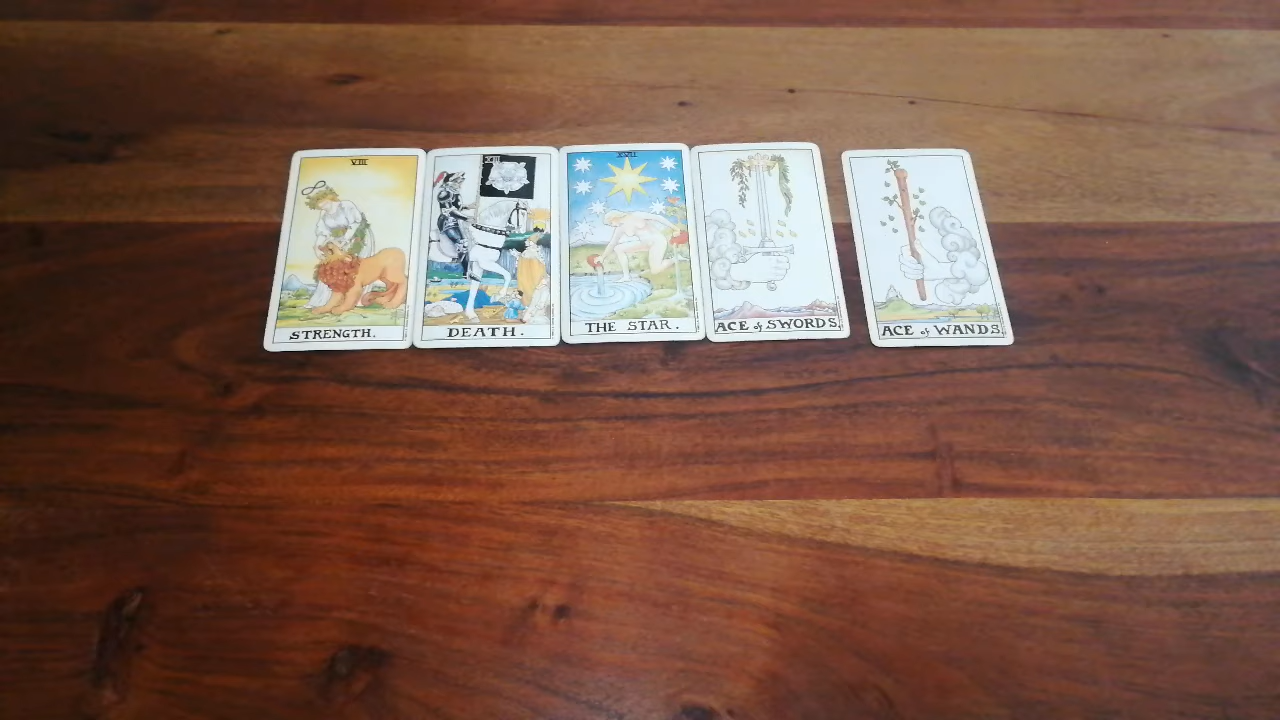 VIII
STRENGTH.
XIII
DEATH.
XVII
THE STAR.
ACE of SWORDS.
ACE of WANDS.